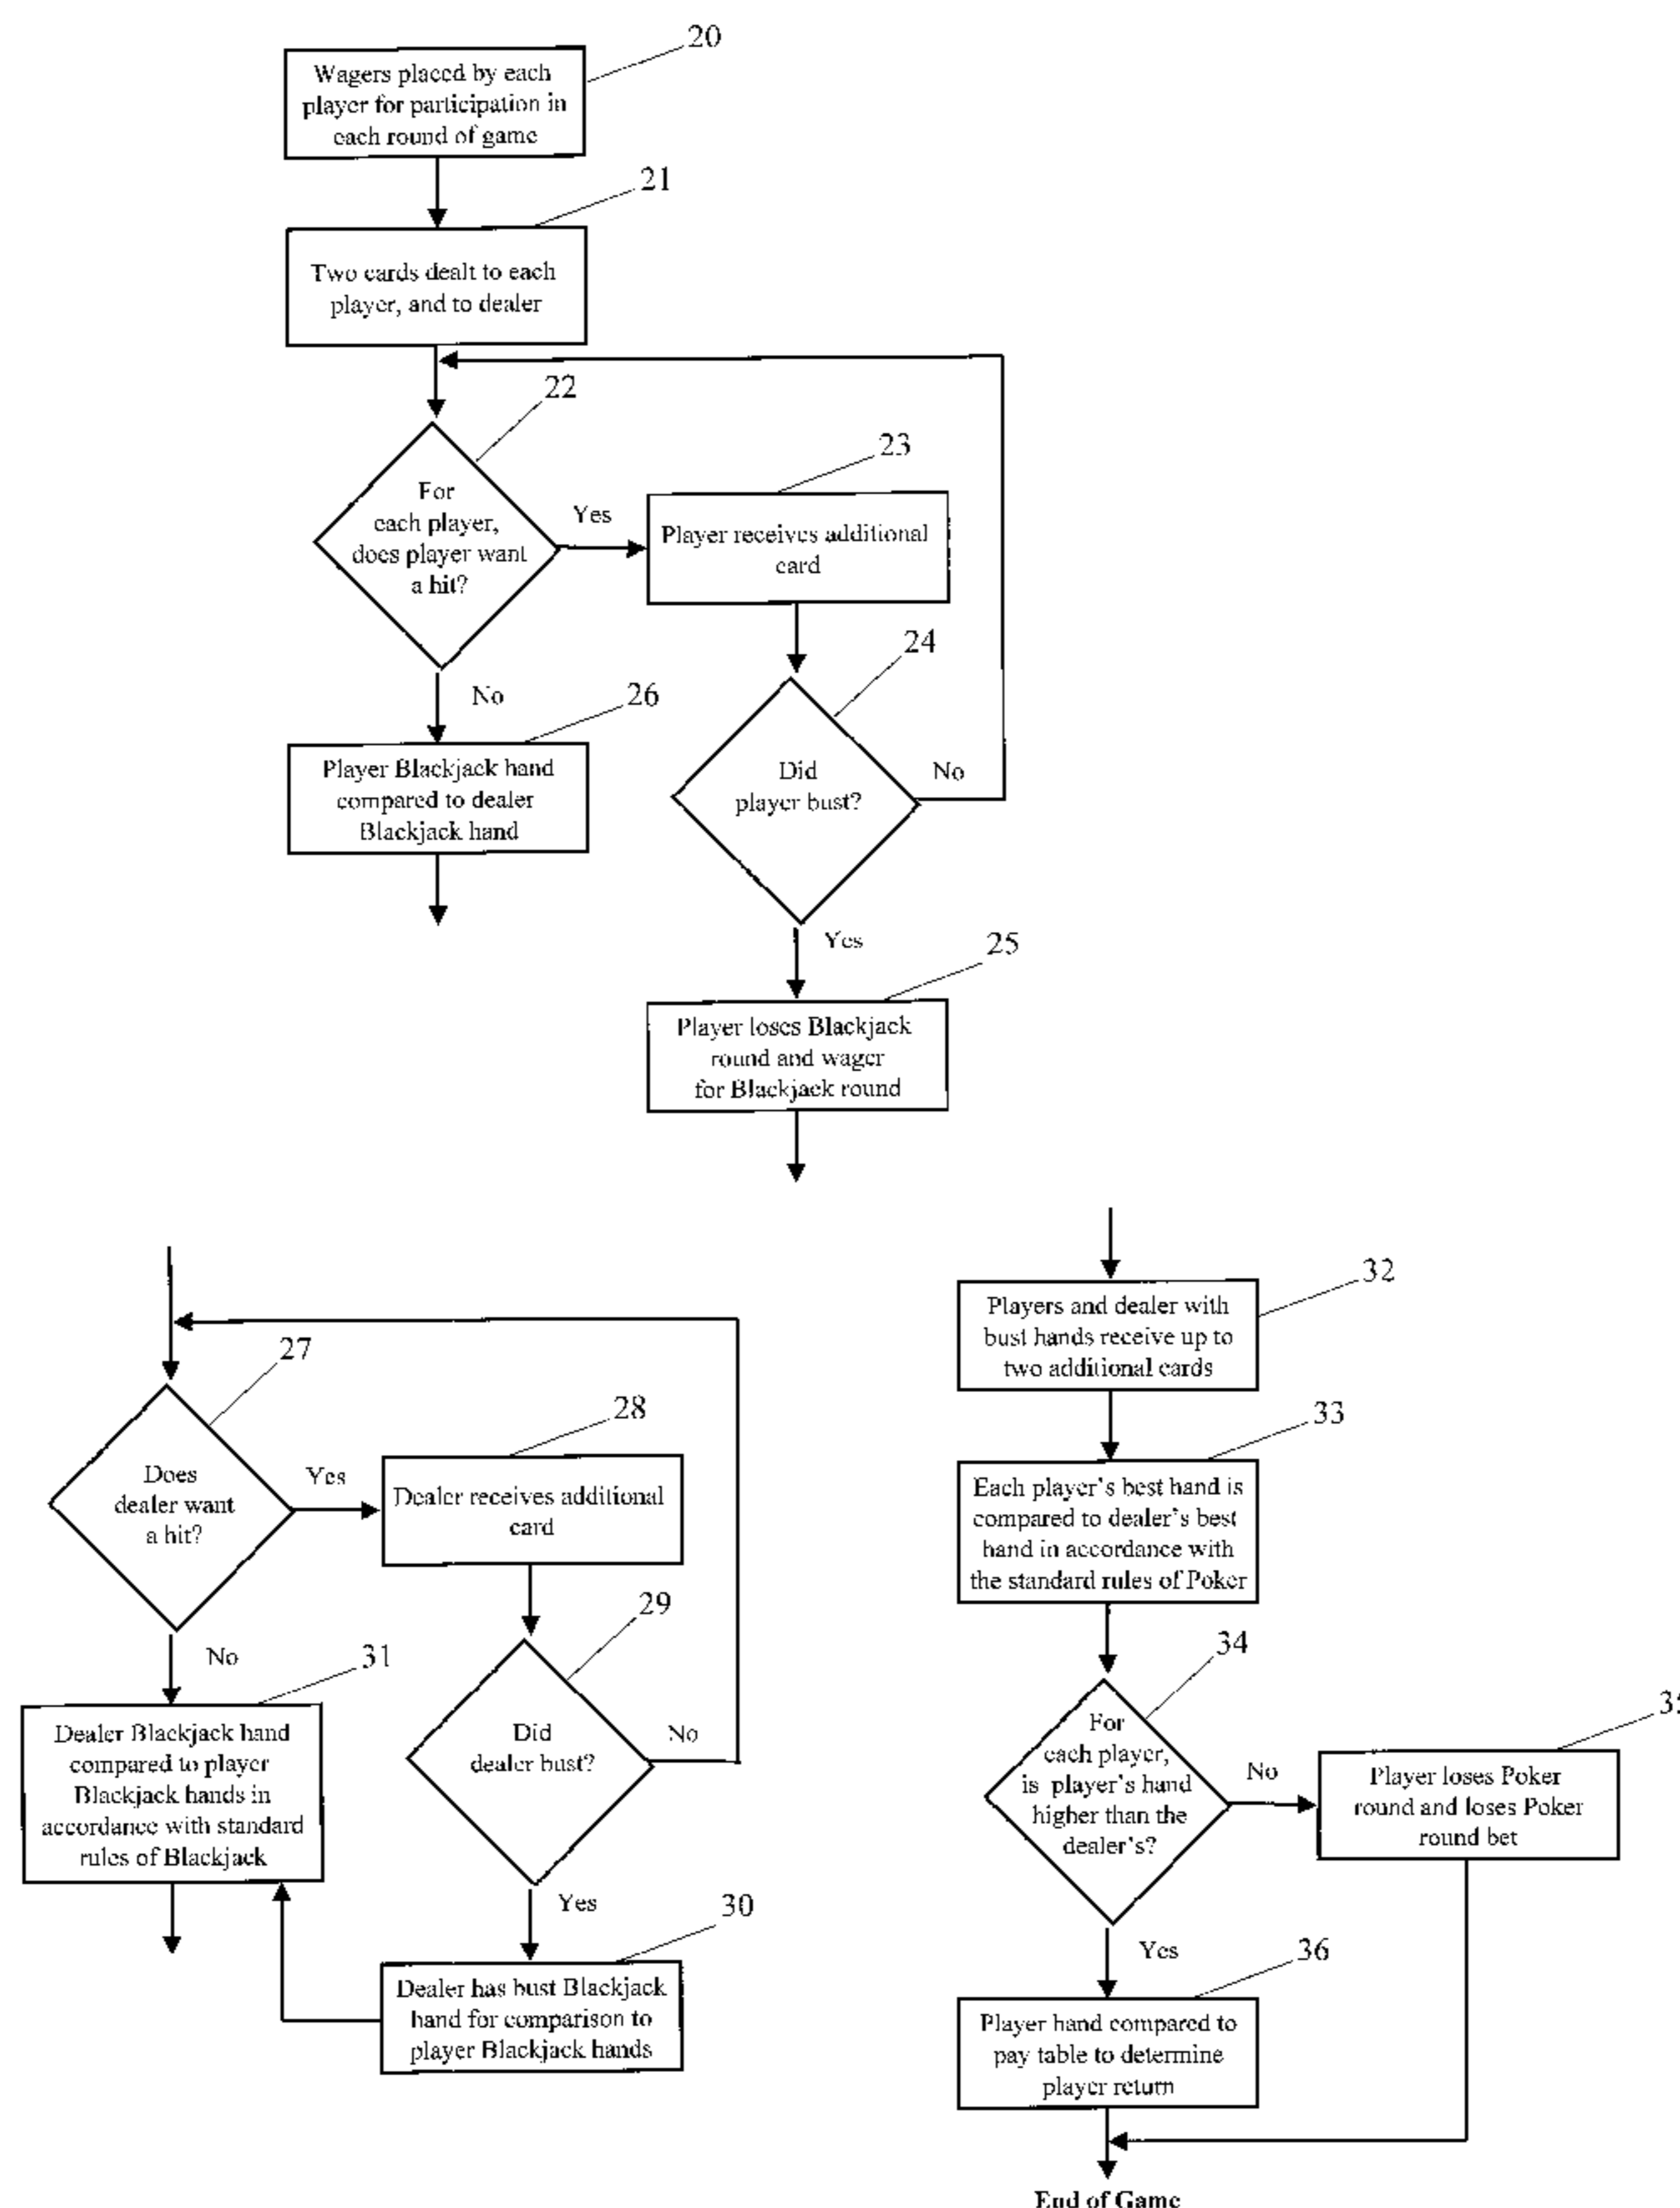 20
Wagers placed by each
player for participation in
each round of game
21
Two cards dealt to each
player, and to dealer
22
For
each player,
does player want
a hit?
Yes
23
Player receives additional
card
24
Did
player bust?
No
No
26
Player Blackjack hand
compared to dealer
Blackjack hand
Yes
25
Player loses Blackjack
round and wager
for Blackjack round
27
Does
dealer want
a hit?
Yes
28
Dealer receives additional
card
29
Did
dealer bust?
No
No
31
Dealer Blackjack hand
compared to player
Blackjack hands in
accordance with standard
rules of Blackjack
Yes
30
Dealer has bust Blackjack
hand for comparison to
player Blackjack hands
32
Players and dealer with
bust hands receive up to
two additional cards
33
Each player's best hand is
compared to dealer's best
hand in accordance with
the standard rules of Poker
34
For
each player,
is player's hand
higher than the
dealer's?
No
35
Player loses Poker
round and loses Poker
round bet
Yes
36
Player hand compared to
pay table to determine
player return
End of Game